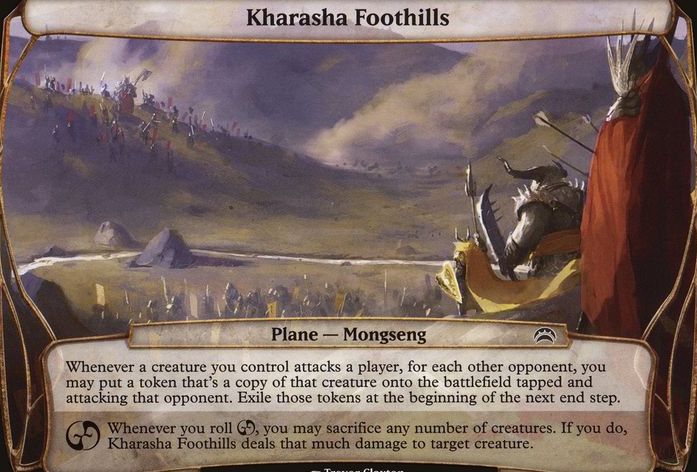 Kharasha Foothills
Plane — Mongseng
Whenever a creature you control attacks a player, for each other opponent, you
may put a token that's a copy of that creature onto the battlefield tapped and
attacking that opponent. Exile those tokens at the beginning of the next end step.
Whenever you roll , you may sacrifice any number of creatures. If you do,
Kharasha Foothills deals that much damage to target creature.